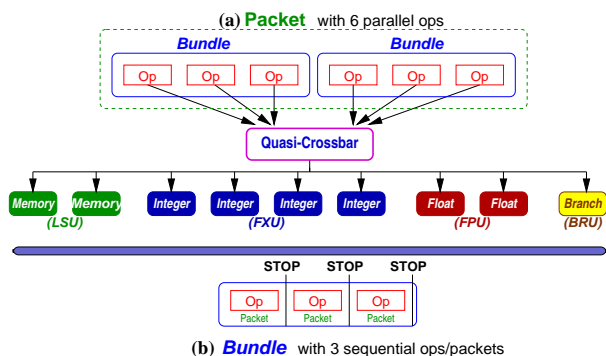 (a) Packet with 6 parallel ops
Bundle Bundle
Op Op Op Op Op Op
Quasi-Crossbar
Memory Memory Integer Integer Integer Integer Float Float Branch
(LSU) (FXU) (FPU) (BRU)
STOP STOP STOP
Op Op Op
Packet Packet Packet
(b) Bundle with 3 sequential ops/packets